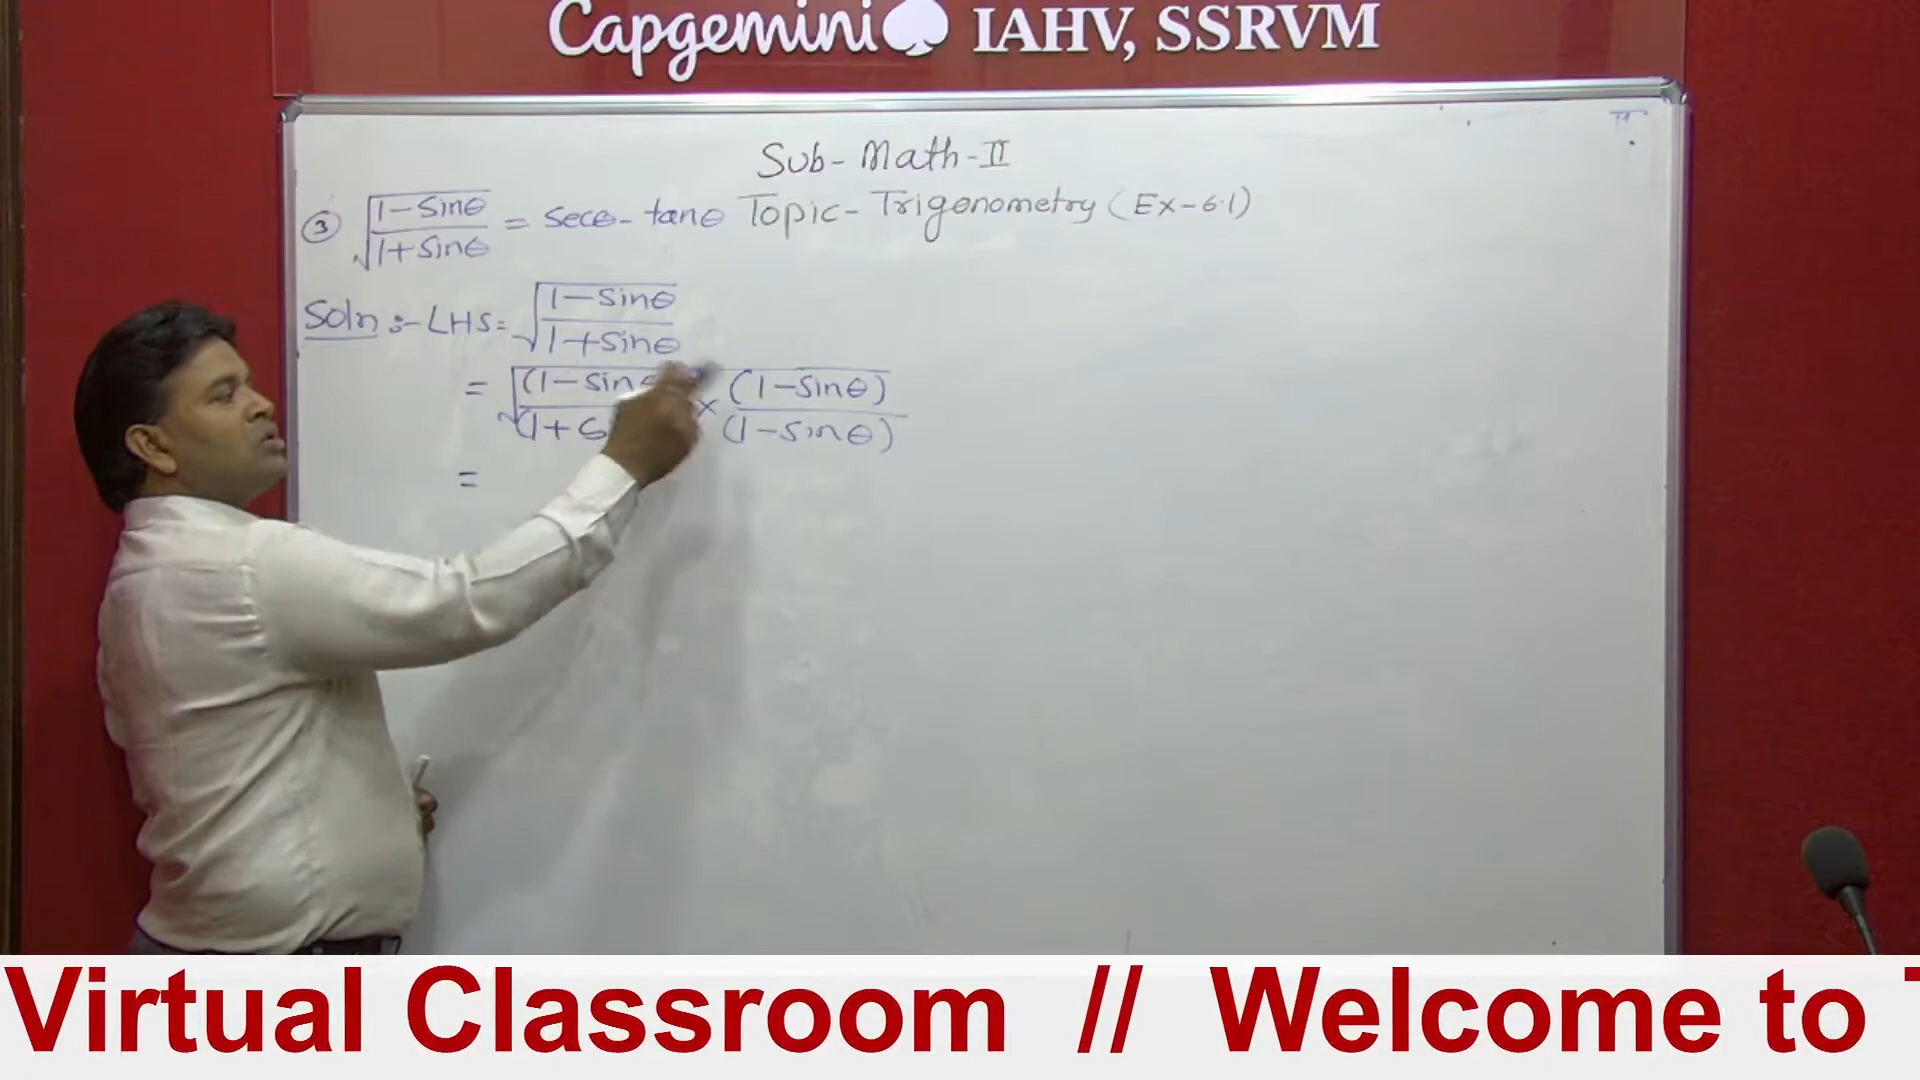 Capgemini IAHV, SSRVM
Sub- Math-II
Topic- Trigonometry (Ex-6.1)
③ √(1-Sinθ / 1+Sinθ) = Secθ- tanθ
Soln :- LHS = √(1-Sinθ / 1+Sinθ)
= √((1-Sin × (1-Sinθ) / (1+ (1-Sinθ))
=
Virtual Classroom // Welcome to